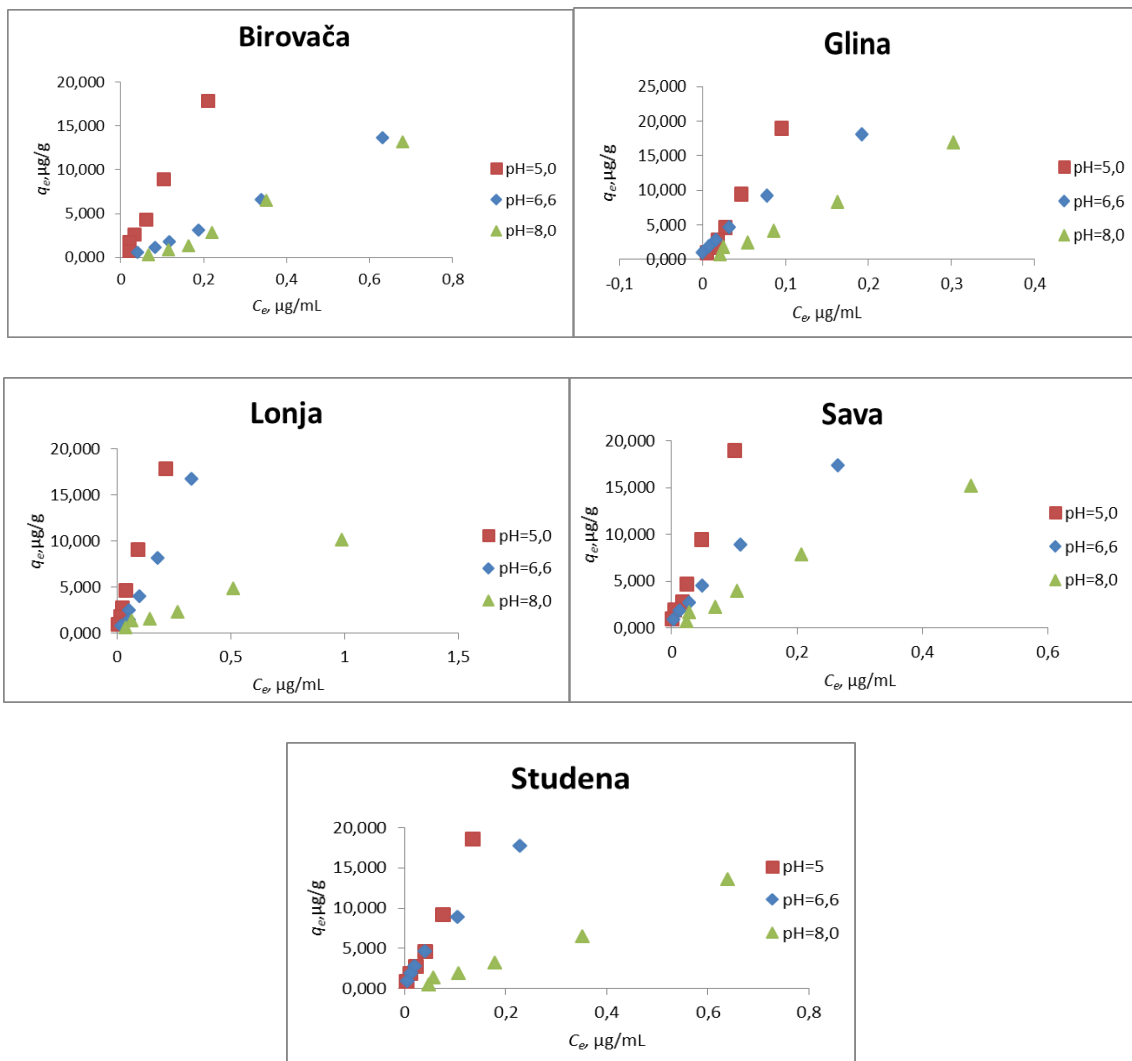 Birovača
20,000
15,000
10,000
5,000
0,000
qₑ,µg/g
0
0,2
0,4
0,6
0,8
Cₑ, µg/mL
pH=5,0
pH=6,6
pH=8,0
Glina
25,000
20,000
15,000
10,000
5,000
0,000
qₑ,µg/g
-0,1
0
0,1
0,2
0,3
0,4
Cₑ, µg/mL
pH=5,0
pH=6,6
pH=8,0
Lonja
20,000
15,000
10,000
5,000
0,000
qₑ,µg/g
0
0,5
1
1,5
Cₑ, µg/mL
pH=5,0
pH=6,6
pH=8,0
Sava
20,000
15,000
10,000
5,000
0,000
qₑ,µg/g
0
0,2
0,4
0,6
Cₑ, µg/mL
pH=5,0
pH=6,6
pH=8,0
Studena
20,000
15,000
10,000
5,000
0,000
qₑ,µg/g
0
0,2
0,4
0,6
0,8
Cₑ, µg/mL
pH=5
pH=6,6
pH=8,0